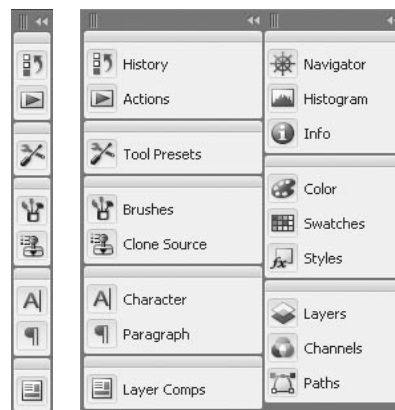 History
Actions
Tool Presets
Brushes
Clone Source
Character
Paragraph
Layer Comps
Navigator
Histogram
Info
Color
Swatches
Styles
Layers
Channels
Paths